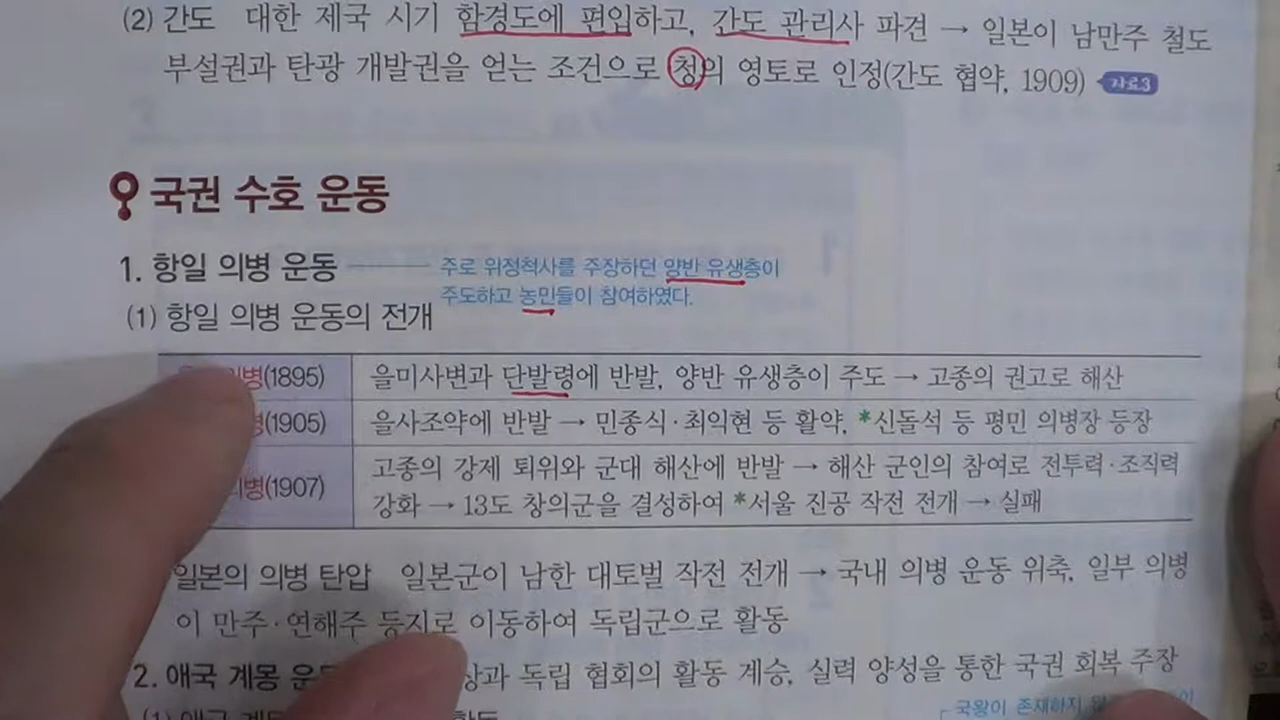 (2) 간도 대한 제국 시기 함경도에 편입하고, 간도 관리사 파견 → 일본이 남만주 철도
부설권과 탄광 개발권을 얻는 조건으로 청의 영토로 인정(간도 협약, 1909) 자료3
국권 수호 운동
1. 항일 의병 운동
주로 위정척사를 주장하던 양반 유생층이
주도하고 농민들이 참여하였다.
(1) 항일 의병 운동의 전개
(1895) 을미사변과 단발령에 반발, 양반 유생층이 주도 → 고종의 권고로 해산
(1905) 을사조약에 반발 → 민종식·최익현 등 활약, *신돌석 등 평민 의병장 등장
고종의 강제 퇴위와 군대 해산에 반발 → 해산 군인의 참여로 전투력·조직력
의병(1907)
강화 → 13도 창의군을 결성하여 *서울 진공 작전 전개 → 실패
일본의 의병 탄압 일본군이 남한 대토벌 작전 전개 → 국내 의병 운동 위축, 일부 의병
이 만주·연해주 등지로 이동하여 독립군으로 활동
2. 애국 계몽 독립 협회의 활동 계승, 실력 양성을 통한 국권 회복 주장
국왕이 존재하지
(1) 애국